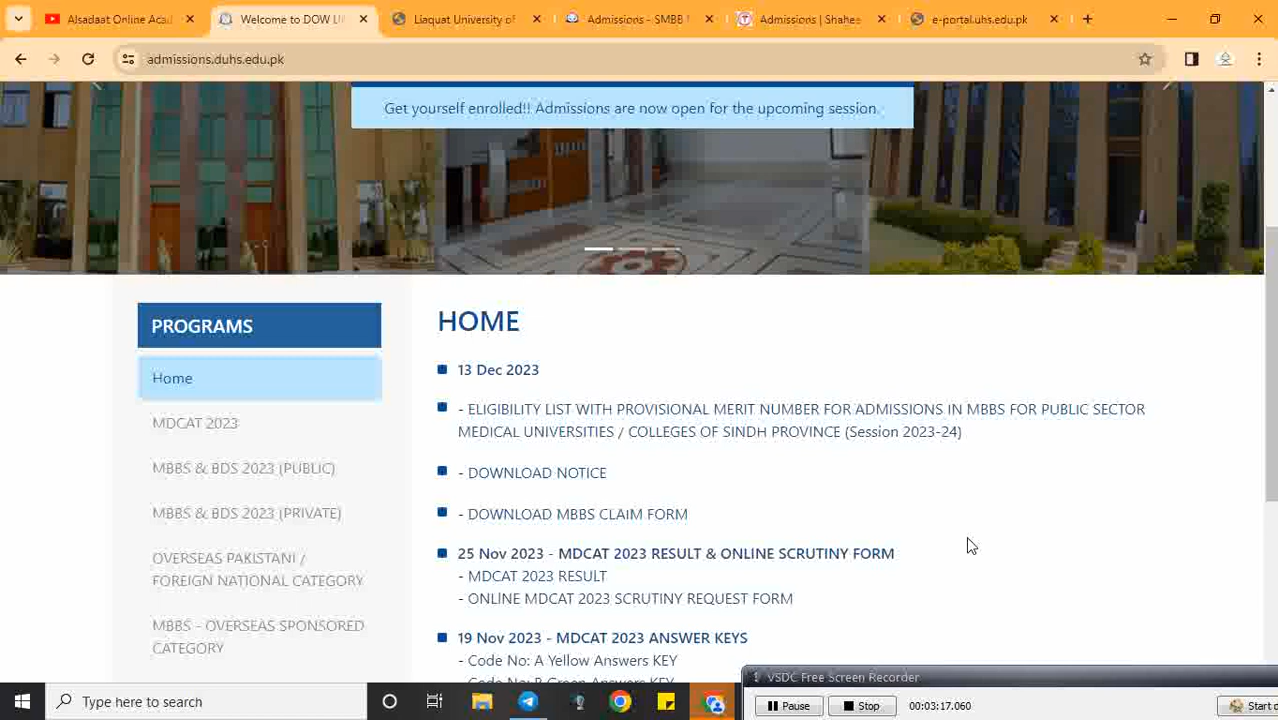 Alsadaat Online Acad
Welcome to DOW U
Liaquat University of
Admissions - SMBB
Admissions | Shahee
e-portal.uhs.edu.pk
admissions.duhs.edu.pk
Get yourself enrolled!! Admissions are now open for the upcoming session.
PROGRAMS
Home
MDCAT 2023
MBBS & BDS 2023 (PUBLIC)
MBBS & BDS 2023 (PRIVATE)
OVERSEAS PAKISTANI /
FOREIGN NATIONAL CATEGORY
MBBS - OVERSEAS SPONSORED
CATEGORY
HOME
13 Dec 2023
- ELIGIBILITY LIST WITH PROVISIONAL MERIT NUMBER FOR ADMISSIONS IN MBBS FOR PUBLIC SECTOR
MEDICAL UNIVERSITIES / COLLEGES OF SINDH PROVINCE (Session 2023-24)
- DOWNLOAD NOTICE
- DOWNLOAD MBBS CLAIM FORM
25 Nov 2023 - MDCAT 2023 RESULT & ONLINE SCRUTINY FORM
- MDCAT 2023 RESULT
- ONLINE MDCAT 2023 SCRUTINY REQUEST FORM
19 Nov 2023 - MDCAT 2023 ANSWER KEYS
- Code No: A Yellow Answers KEY
- Code No: B Green Answers KEY
VSDC Free Screen Recorder
Type here to search
Pause
Stop
00:03:17.060
Start